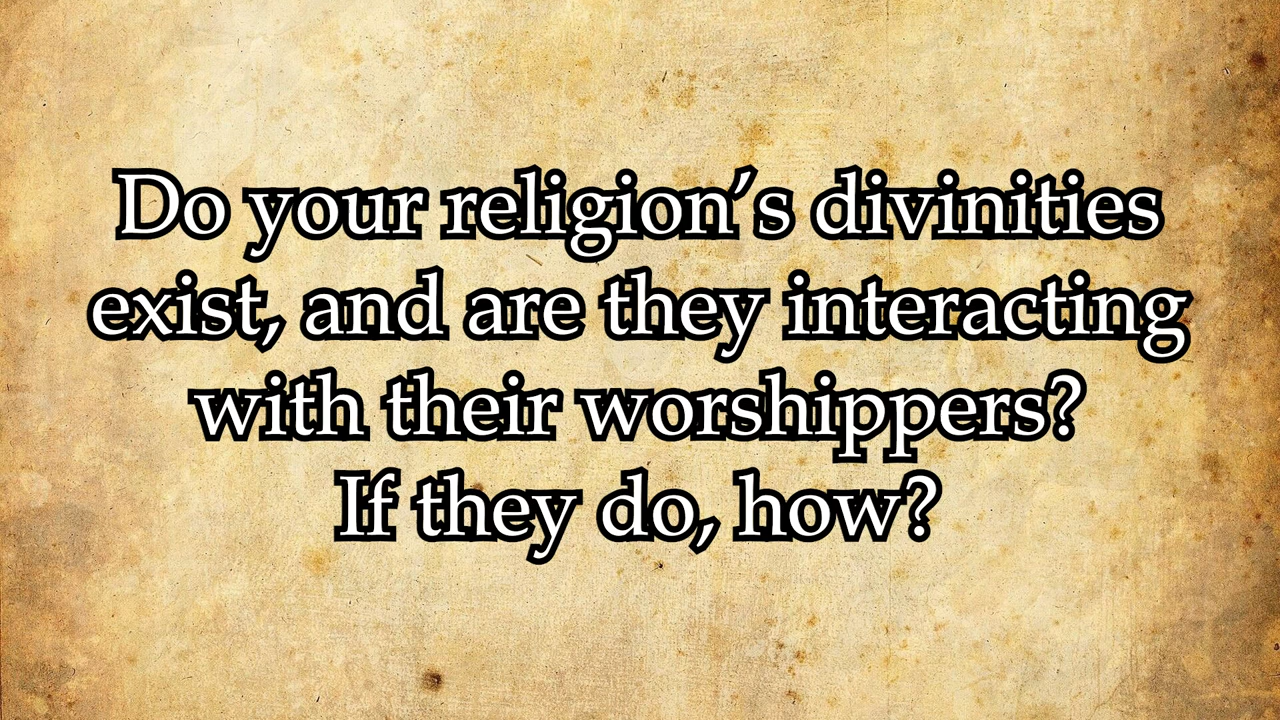 Do your religion’s divinities
exist, and are they interacting
with their worshippers?
If they do, how?